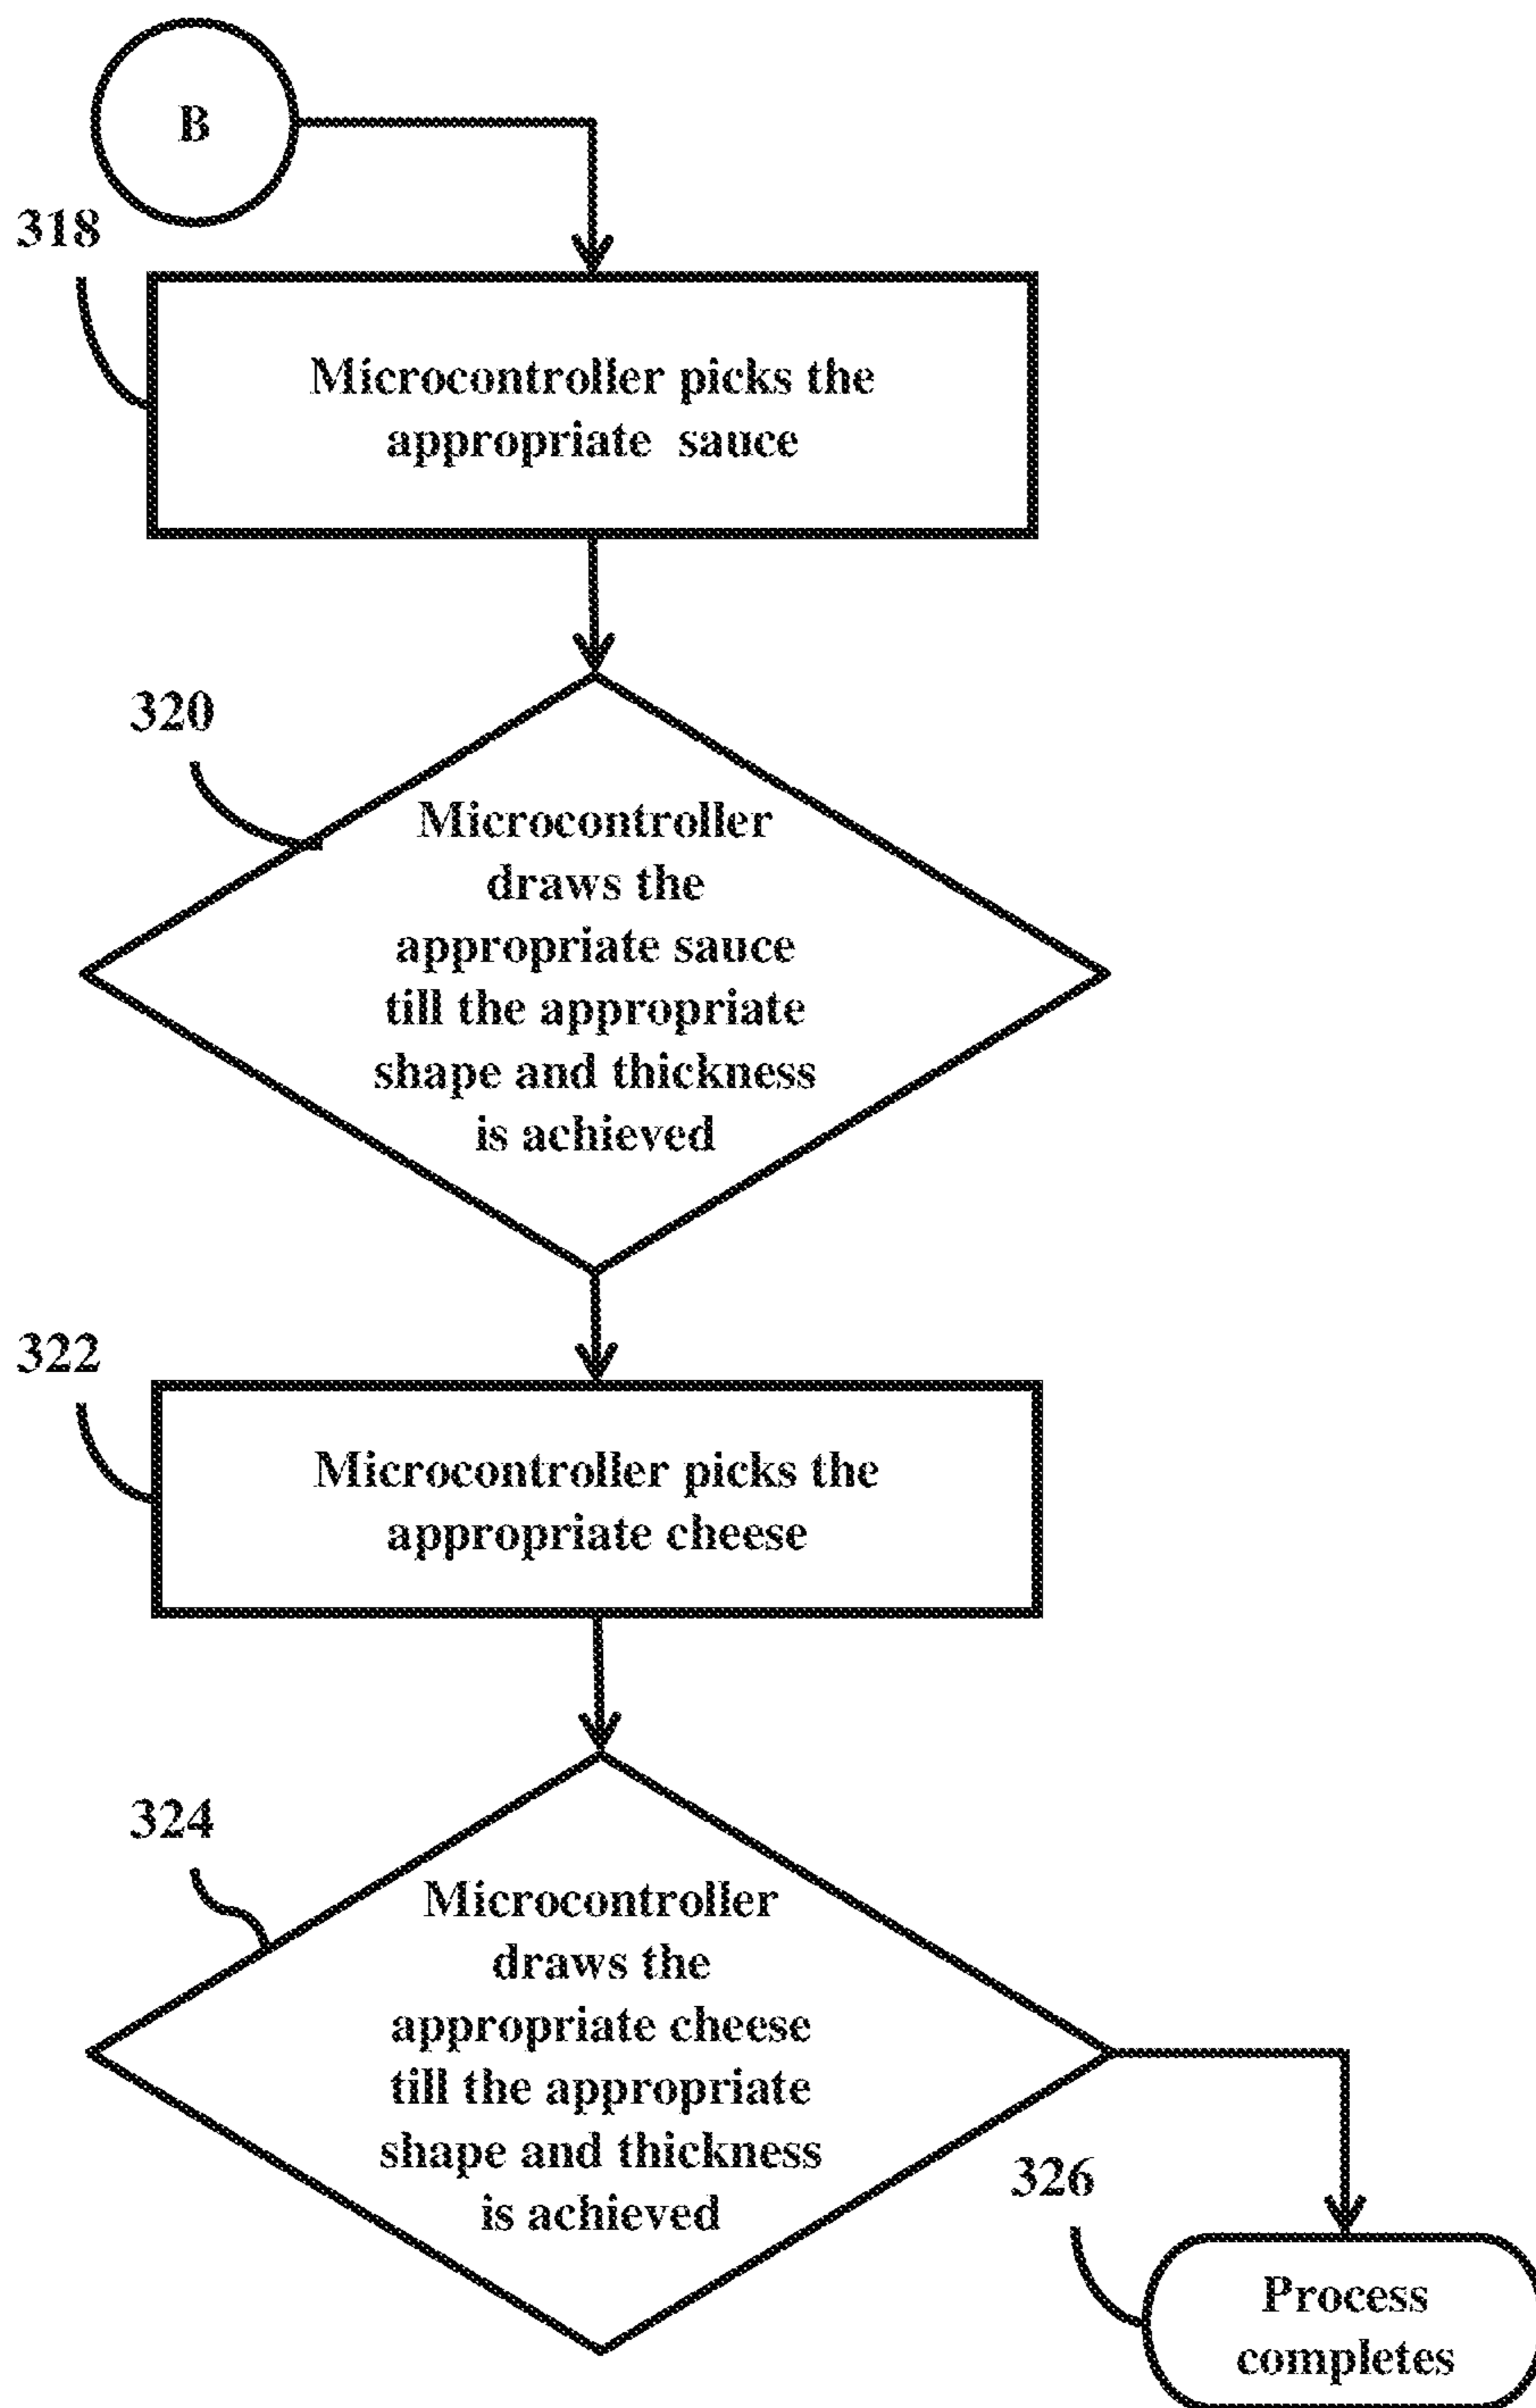 B
318
Microcontroller picks the
appropriate sauce
320
Microcontroller
draws the
appropriate sauce
till the appropriate
shape and thickness
is achieved
322
Microcontroller picks the
appropriate cheese
324
Microcontroller
draws the
appropriate cheese
till the appropriate
shape and thickness
is achieved
326
Process
completes